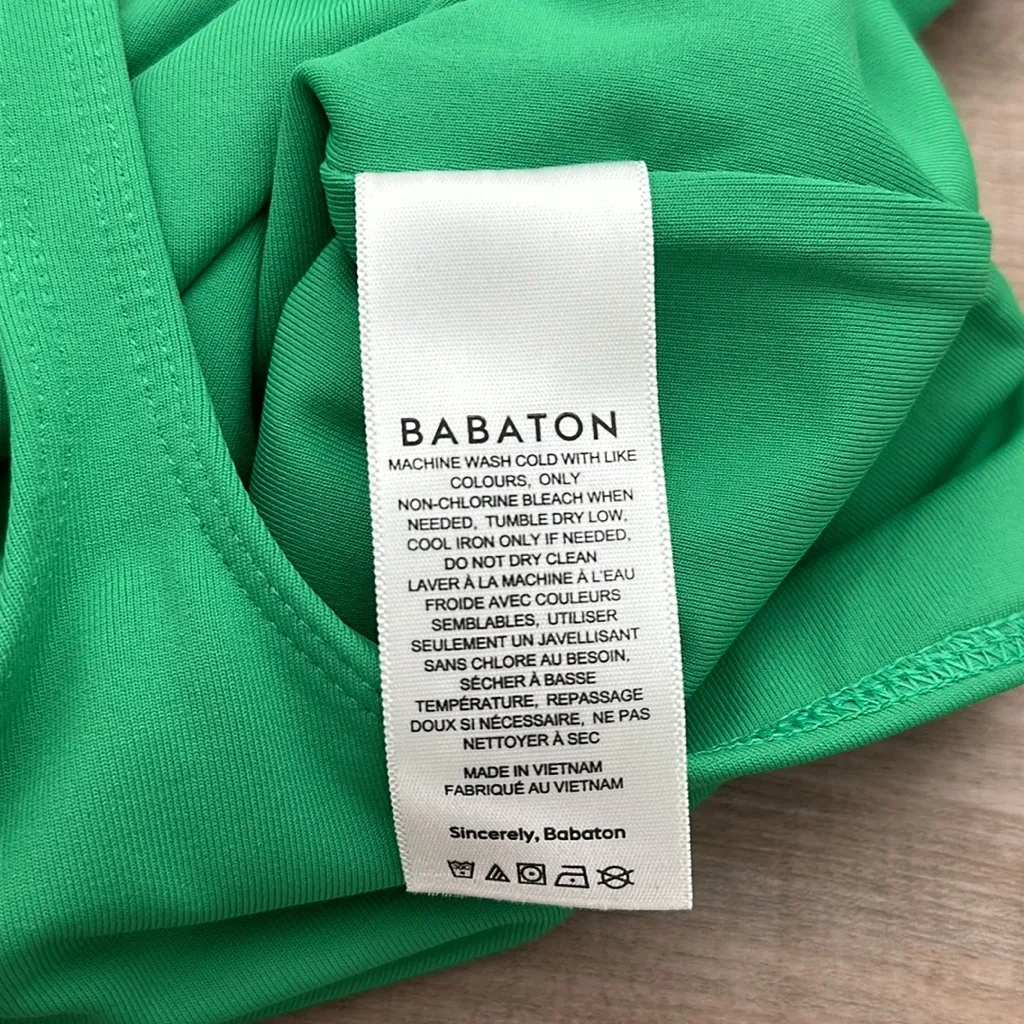 BABATON
MACHINE WASH COLD WITH LIKE
COLOURS, ONLY
NON-CHLORINE BLEACH WHEN
NEEDED, TUMBLE DRY LOW,
COOL IRON ONLY IF NEEDED,
DO NOT DRY CLEAN
LAVER À LA MACHINE À L'EAU
FROIDE AVEC COULEURS
SEMBLABLES, UTILISER
SEULEMENT UN JAVELLISANT
SANS CHLORE AU BESOIN,
SÉCHER À BASSE
TEMPÉRATURE, REPASSAGE
DOUX SI NÉCESSAIRE, NE PAS
NETTOYER À SEC
MADE IN VIETNAM
FABRIQUÉ AU VIETNAM
Sincerely, Babaton